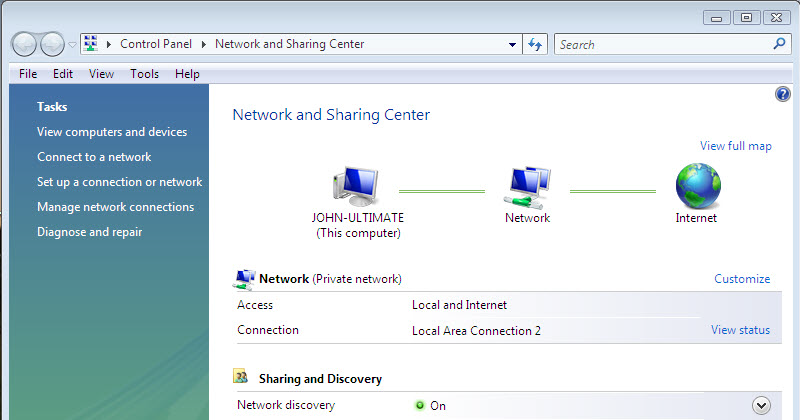 Control Panel Network and Sharing Center Search
File Edit View Tools Help
Tasks
View computers and devices
Connect to a network
Set up a connection or network
Manage network connections
Diagnose and repair
Network and Sharing Center
View full map
JOHN-ULTIMATE
(This computer)
Network
Internet
Network (Private network) Customize
Access Local and Internet
Connection Local Area Connection 2 View status
Sharing and Discovery
Network discovery On